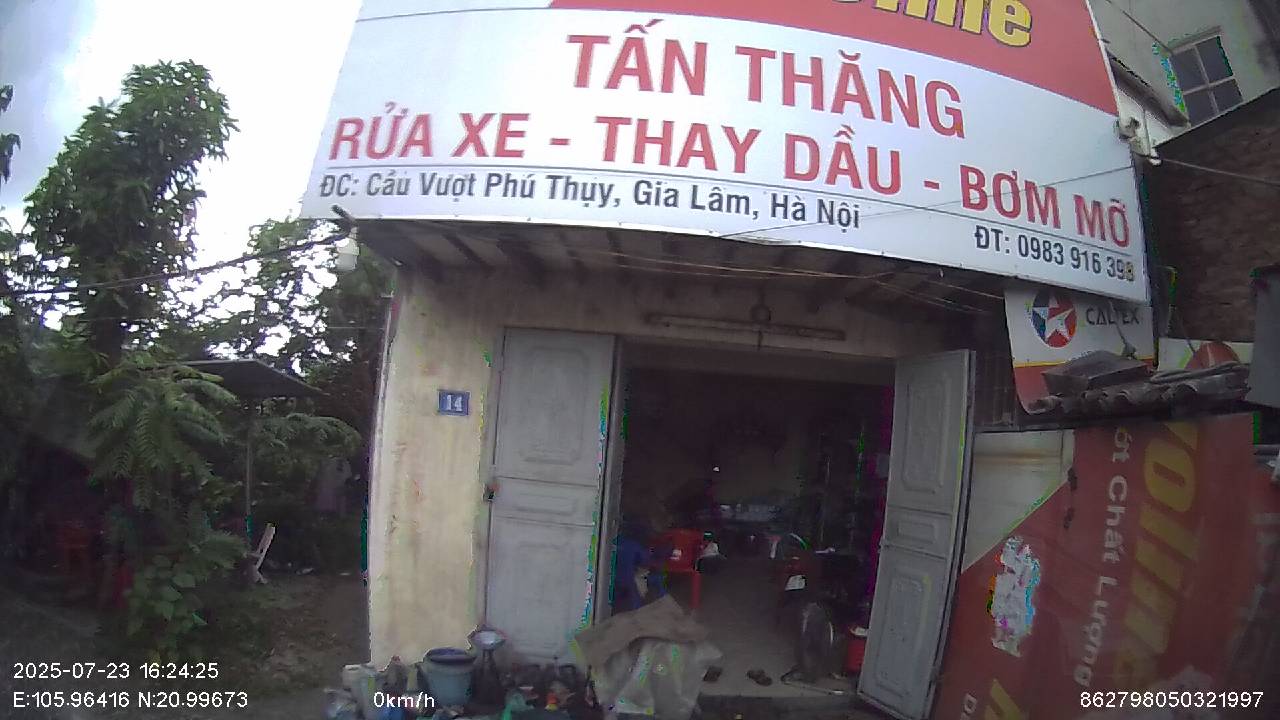 TẤN THĂNG
RỬA XE - THAY DẦU - BƠM MỠ
ĐC: Cầu Vượt Phú Thụy, Gia Lâm, Hà Nội
ĐT: 0983 916 393
CALTEX
14
Chất Lượng
2025-07-23 16:24:25
E:105.96416 N:20.99673
0km/h
862798050321997